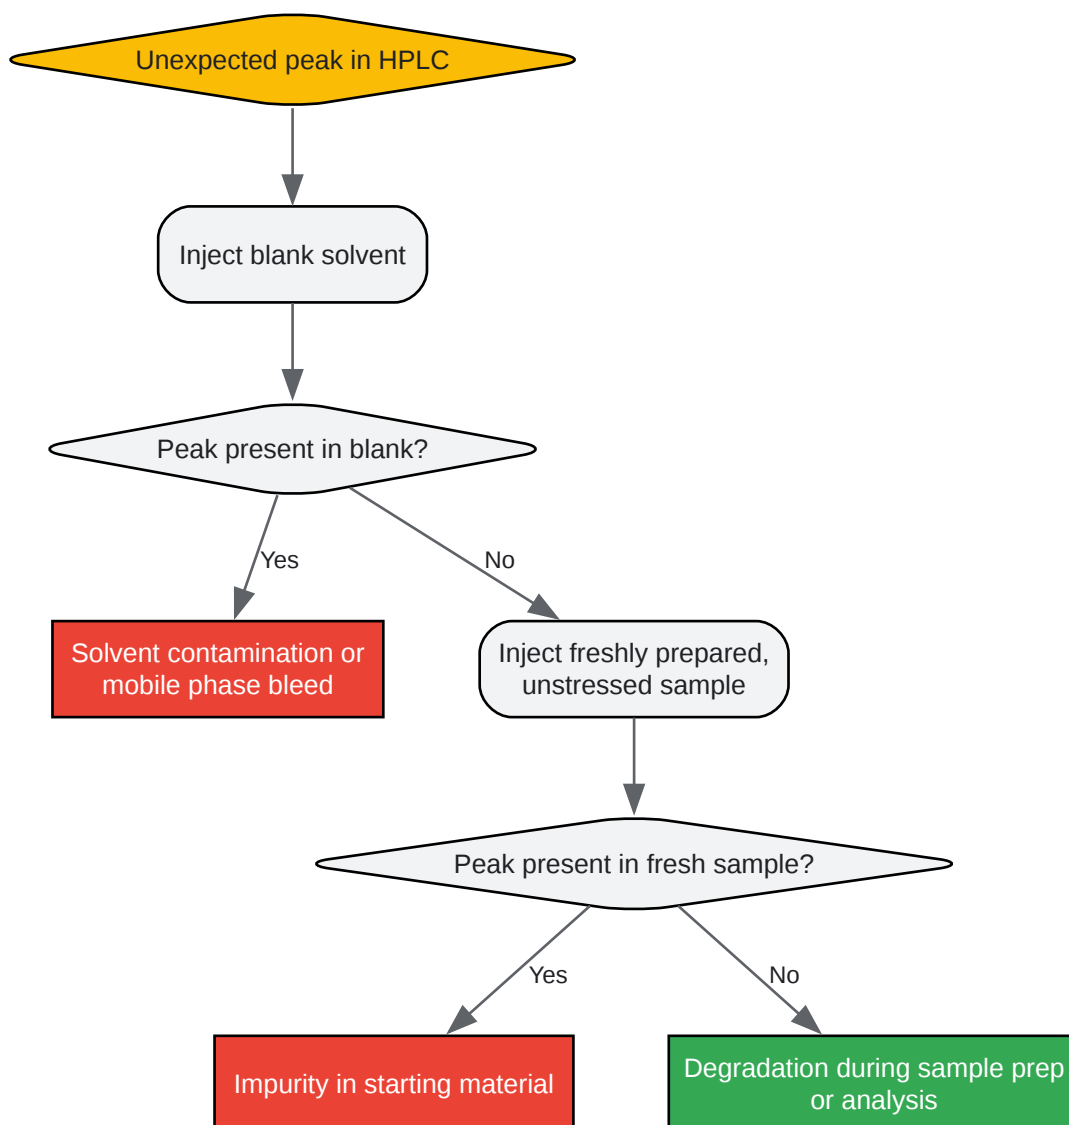 Unexpected peak in HPLC
Inject blank solvent
Peak present in blank?
Yes
No
Solvent contamination or
mobile phase bleed
Inject freshly prepared,
unstressed sample
Peak present in fresh sample?
Yes
No
Impurity in starting material
Degradation during sample prep
or analysis